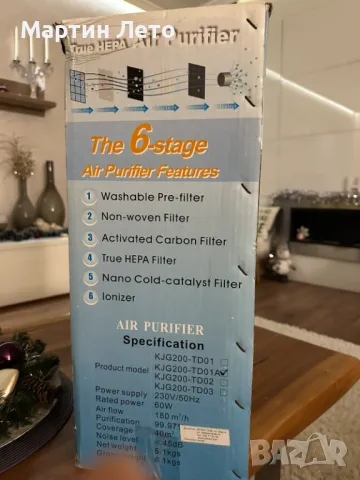 Мартин Лето
True HEPA Air Purifier
The 6-stage
Air Purifier Features
1 Washable Pre-filter
2 Non-woven Filter
3 Activated Carbon Filter
4 True HEPA Filter
5 Nano Cold-catalyst Filter
6 Ionizer
AIR PURIFIER
Specification
KJG200-TD01
Product model KJG200-TD01A
KJG200-TD02
KJG200-TD03
Power supply 230V/50Hz
Rated power 60W
Air flow 180 m³/h
Purification
Coverage 40m²
Noise level
Net weight 5.1kgs
bazar